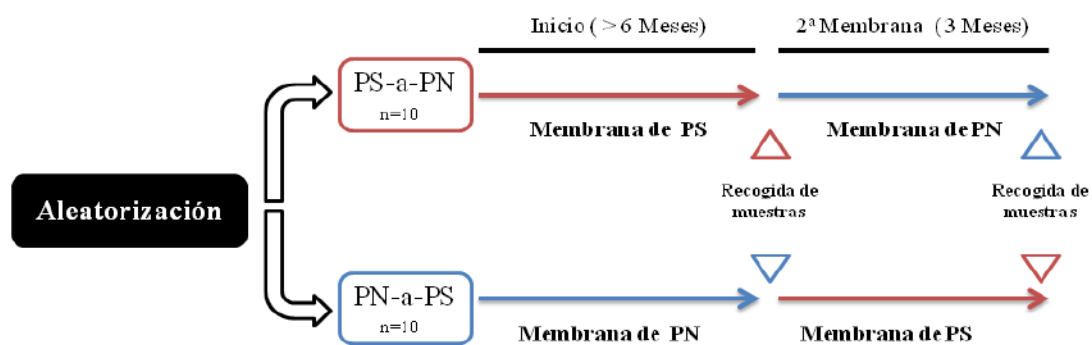 Inicio ( > 6 Meses)
2ª Membrana (3 Meses)
PS-a-PN
n=10
Membrana de PS
Membrana de PN
Recogida de
muestras
Recogida de
muestras
Aleatorización
PN-a-PS
n=10
Membrana de PN
Membrana de PS